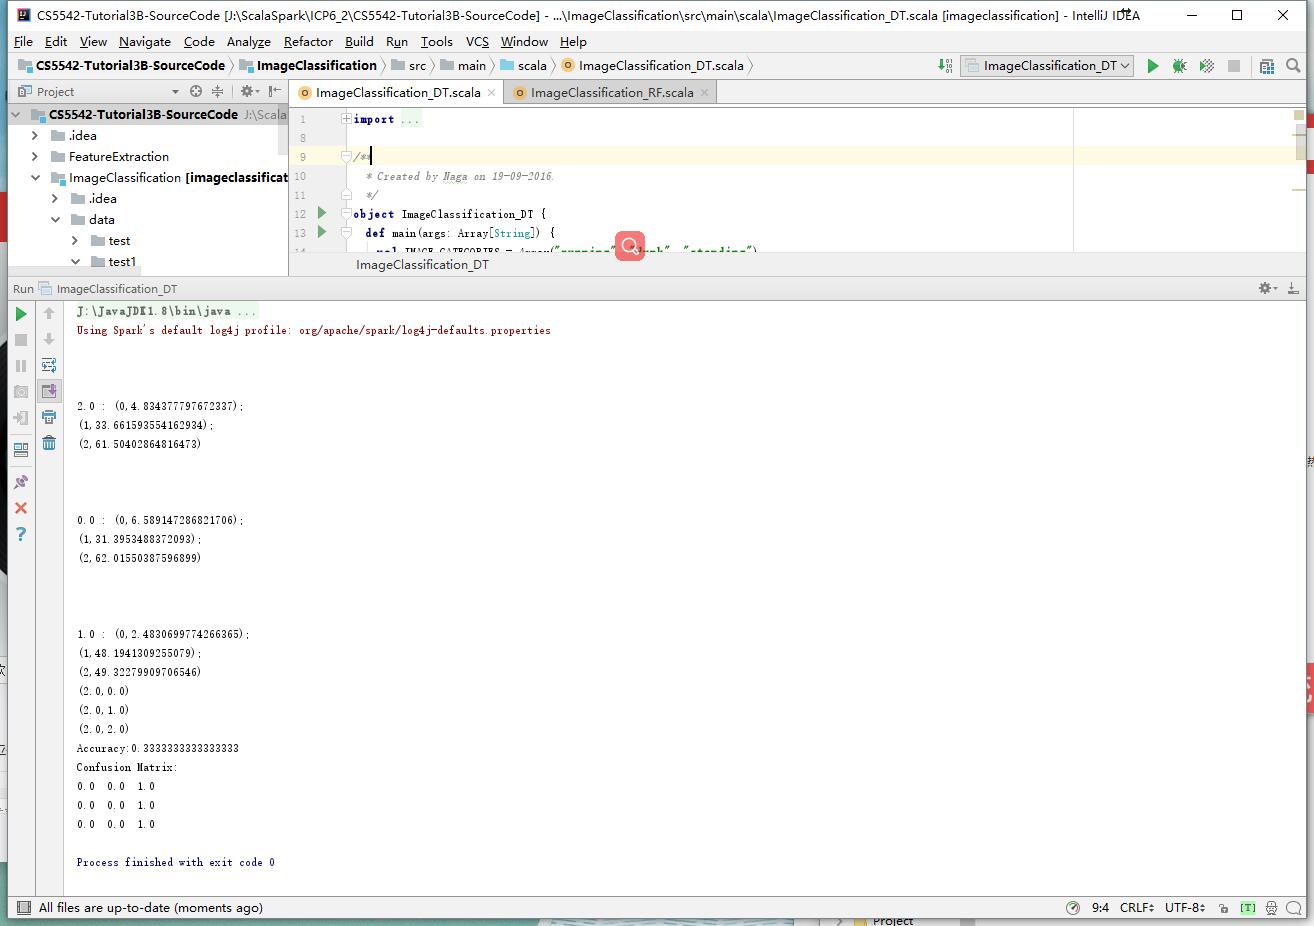 CS5542-Tutorial3B-SourceCode [J:\ScalaSpark\ICP6_2\CS5542-Tutorial3B-SourceCode] - ...\ImageClassification\src\main\scala\ImageClassification_DT.scala [imageclassification] - IntelliJ IDEA
File Edit View Navigate Code Analyze Refactor Build Run Tools VCS Window Help
CS5542-Tutorial3B-SourceCode ImageClassification src main scala ImageClassification_DT.scala ImageClassification_DT
Project ImageClassification_DT.scala ImageClassification_RF.scala
CS5542-Tutorial3B-SourceCode J:\Scala
.idea
FeatureExtraction
ImageClassification [imageclassificat
.idea
data
test
test1
1 import ...
8
9 /**
10 * Created by Naga on 19-09-2016.
11 */
12 object ImageClassification_DT {
13 def main(args: Array[String]) {
14 val IMAGE_CATEGORIES = Array( "standing")
ImageClassification_DT
Run ImageClassification_DT
J:\JavaJDK1.8\bin\java ...
Using Spark's default log4j profile: org/apache/spark/log4j-defaults.properties
2.0 : (0,4.834377797672337);
(1,33.661593554162934);
(2,61.50402864816473)
0.0 : (0,6.589147286821706);
(1,31.3953488372093);
(2,62.01550387596899)
1.0 : (0,2.4830699774266365);
(1,48.1941309255079);
(2,49.32279909706546)
(2.0,0.0)
(2.0,1.0)
(2.0,2.0)
Accuracy:0.3333333333333333
Confusion Matrix:
0.0 0.0 1.0
0.0 0.0 1.0
0.0 0.0 1.0
Process finished with exit code 0
All files are up-to-date (moments ago) 9:4 CRLF UTF-8 [T]
Project